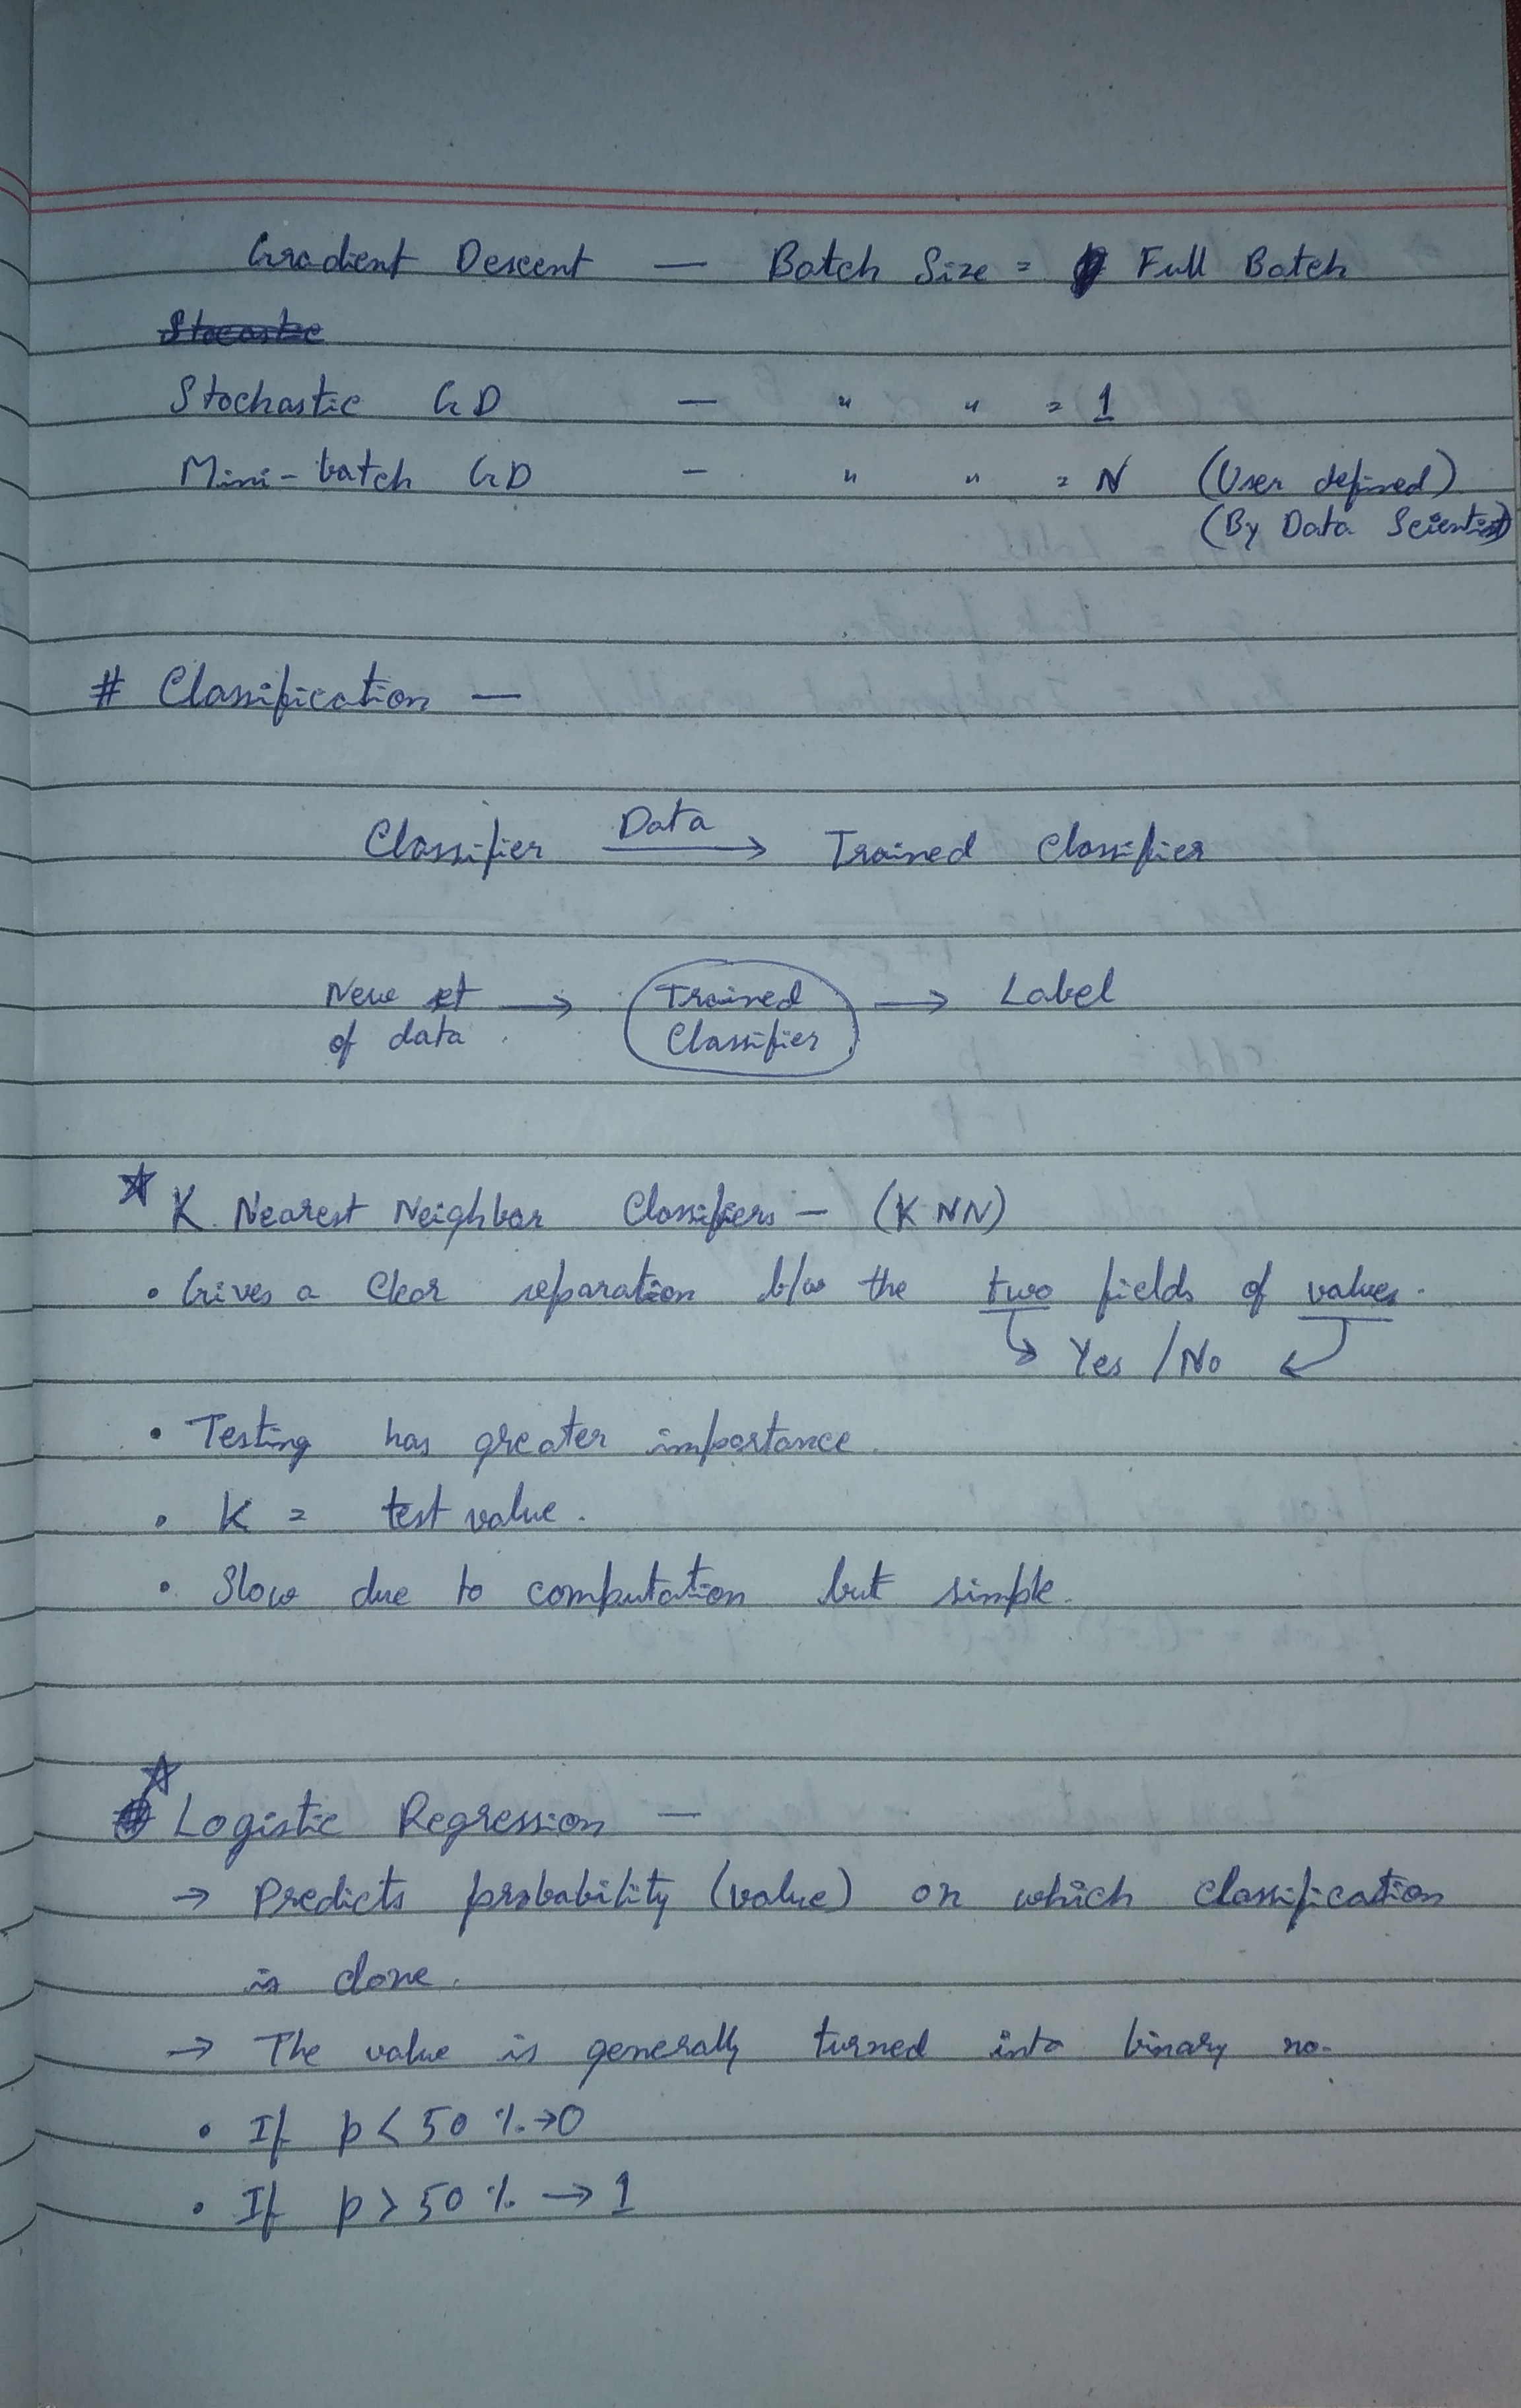 Gradient Descent — Batch Size = Full Batch
Stocastic
Stochastic GD — " " = 1
Mini-batch GD — " " = N (User defined)
(By Data Scientist)
# Classification —
Classifier Data → Trained Classifier
New set → Trained → Label
of data Classifier
☆ K Nearest Neighbor Classifiers — (KNN)
• Gives a clear separation b/w the two fields of values.
↳ Yes / No ↲
• Testing has greater importance.
• K = test value.
• Slow due to computation but simple.
☆ Logistic Regression —
→ Predicts probability (value) on which classification
is done.
→ The value is generally turned into binary no.
• If p < 50 % → 0
• If p > 50 % → 1